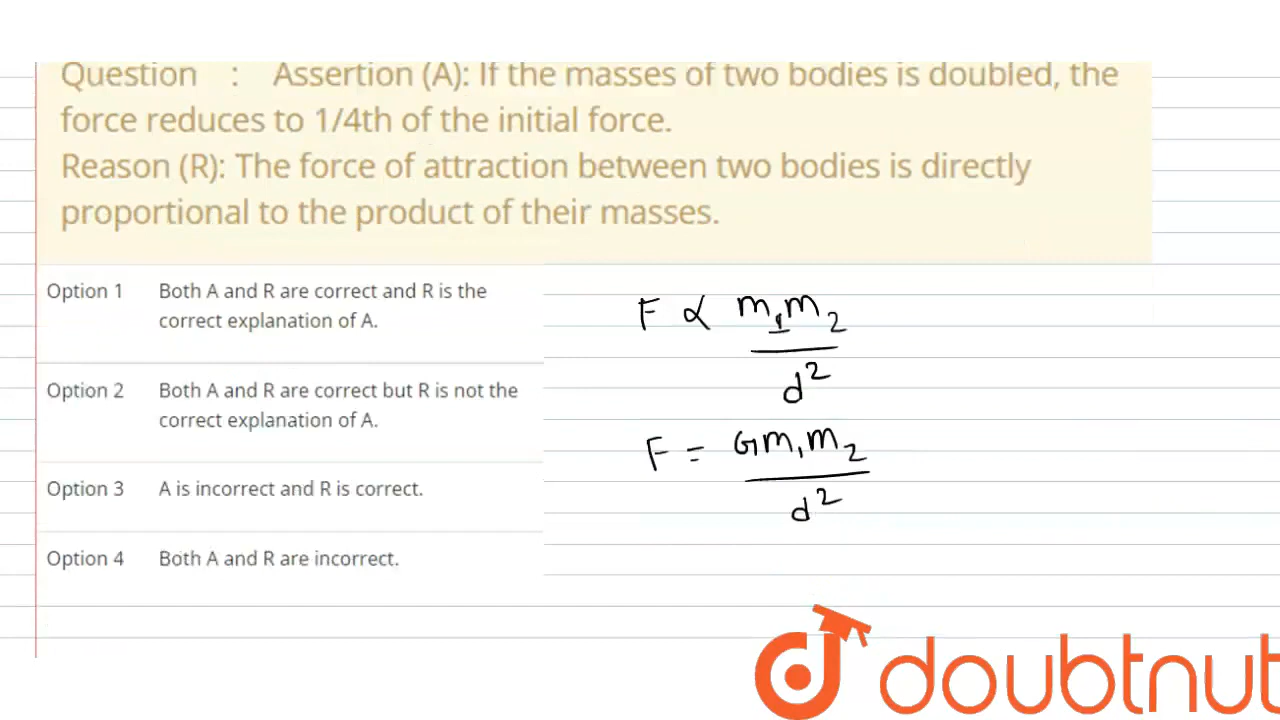 Question : Assertion (A): If the masses of two bodies is doubled, the
force reduces to 1/4th of the initial force.
Reason (R): The force of attraction between two bodies is directly
proportional to the product of their masses.
Option 1 Both A and R are correct and R is the
correct explanation of A.
Option 2 Both A and R are correct but R is not the
correct explanation of A.
Option 3 A is incorrect and R is correct.
Option 4 Both A and R are incorrect.
F ∝ m₁m₂
d²
F = Gm₁m₂
d²
doubtnut